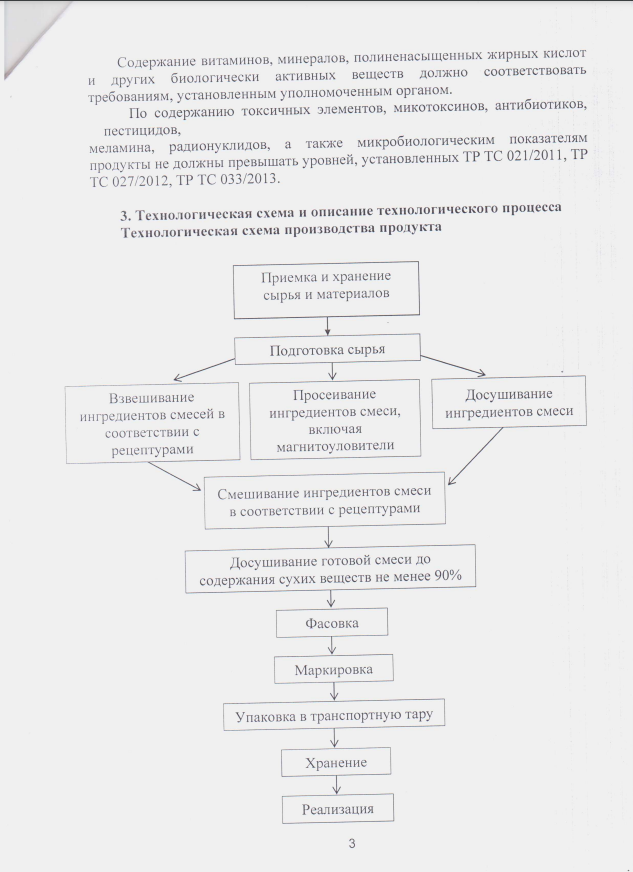 Содержание витаминов, минералов, полиненасыщенных жирных кислот
и других биологически активных веществ должно соответствовать
требованиям, установленным уполномоченным органом.
По содержанию токсичных элементов, микотоксинов, антибиотиков,
пестицидов,
меламина, радионуклидов, а также микробиологическим показателям
продукты не должны превышать уровней, установленных ТР ТС 021/2011, ТР
ТС 027/2012, ТР ТС 033/2013.
3. Технологическая схема и описание технологического процесса
Технологическая схема производства продукта
Приемка и хранение
сырья и материалов
Подготовка сырья
Взвешивание
ингредиентов смесей в
соответствии с
рецептурами
Просеивание
ингредиентов смеси,
включая
магнитоуловители
Досушивание
ингредиентов смеси
Смешивание ингредиентов смеси
в соответствии с рецептурами
Досушивание готовой смеси до
содержания сухих веществ не менее 90%
Фасовка
Маркировка
Упаковка в транспортную тару
Хранение
Реализация
3